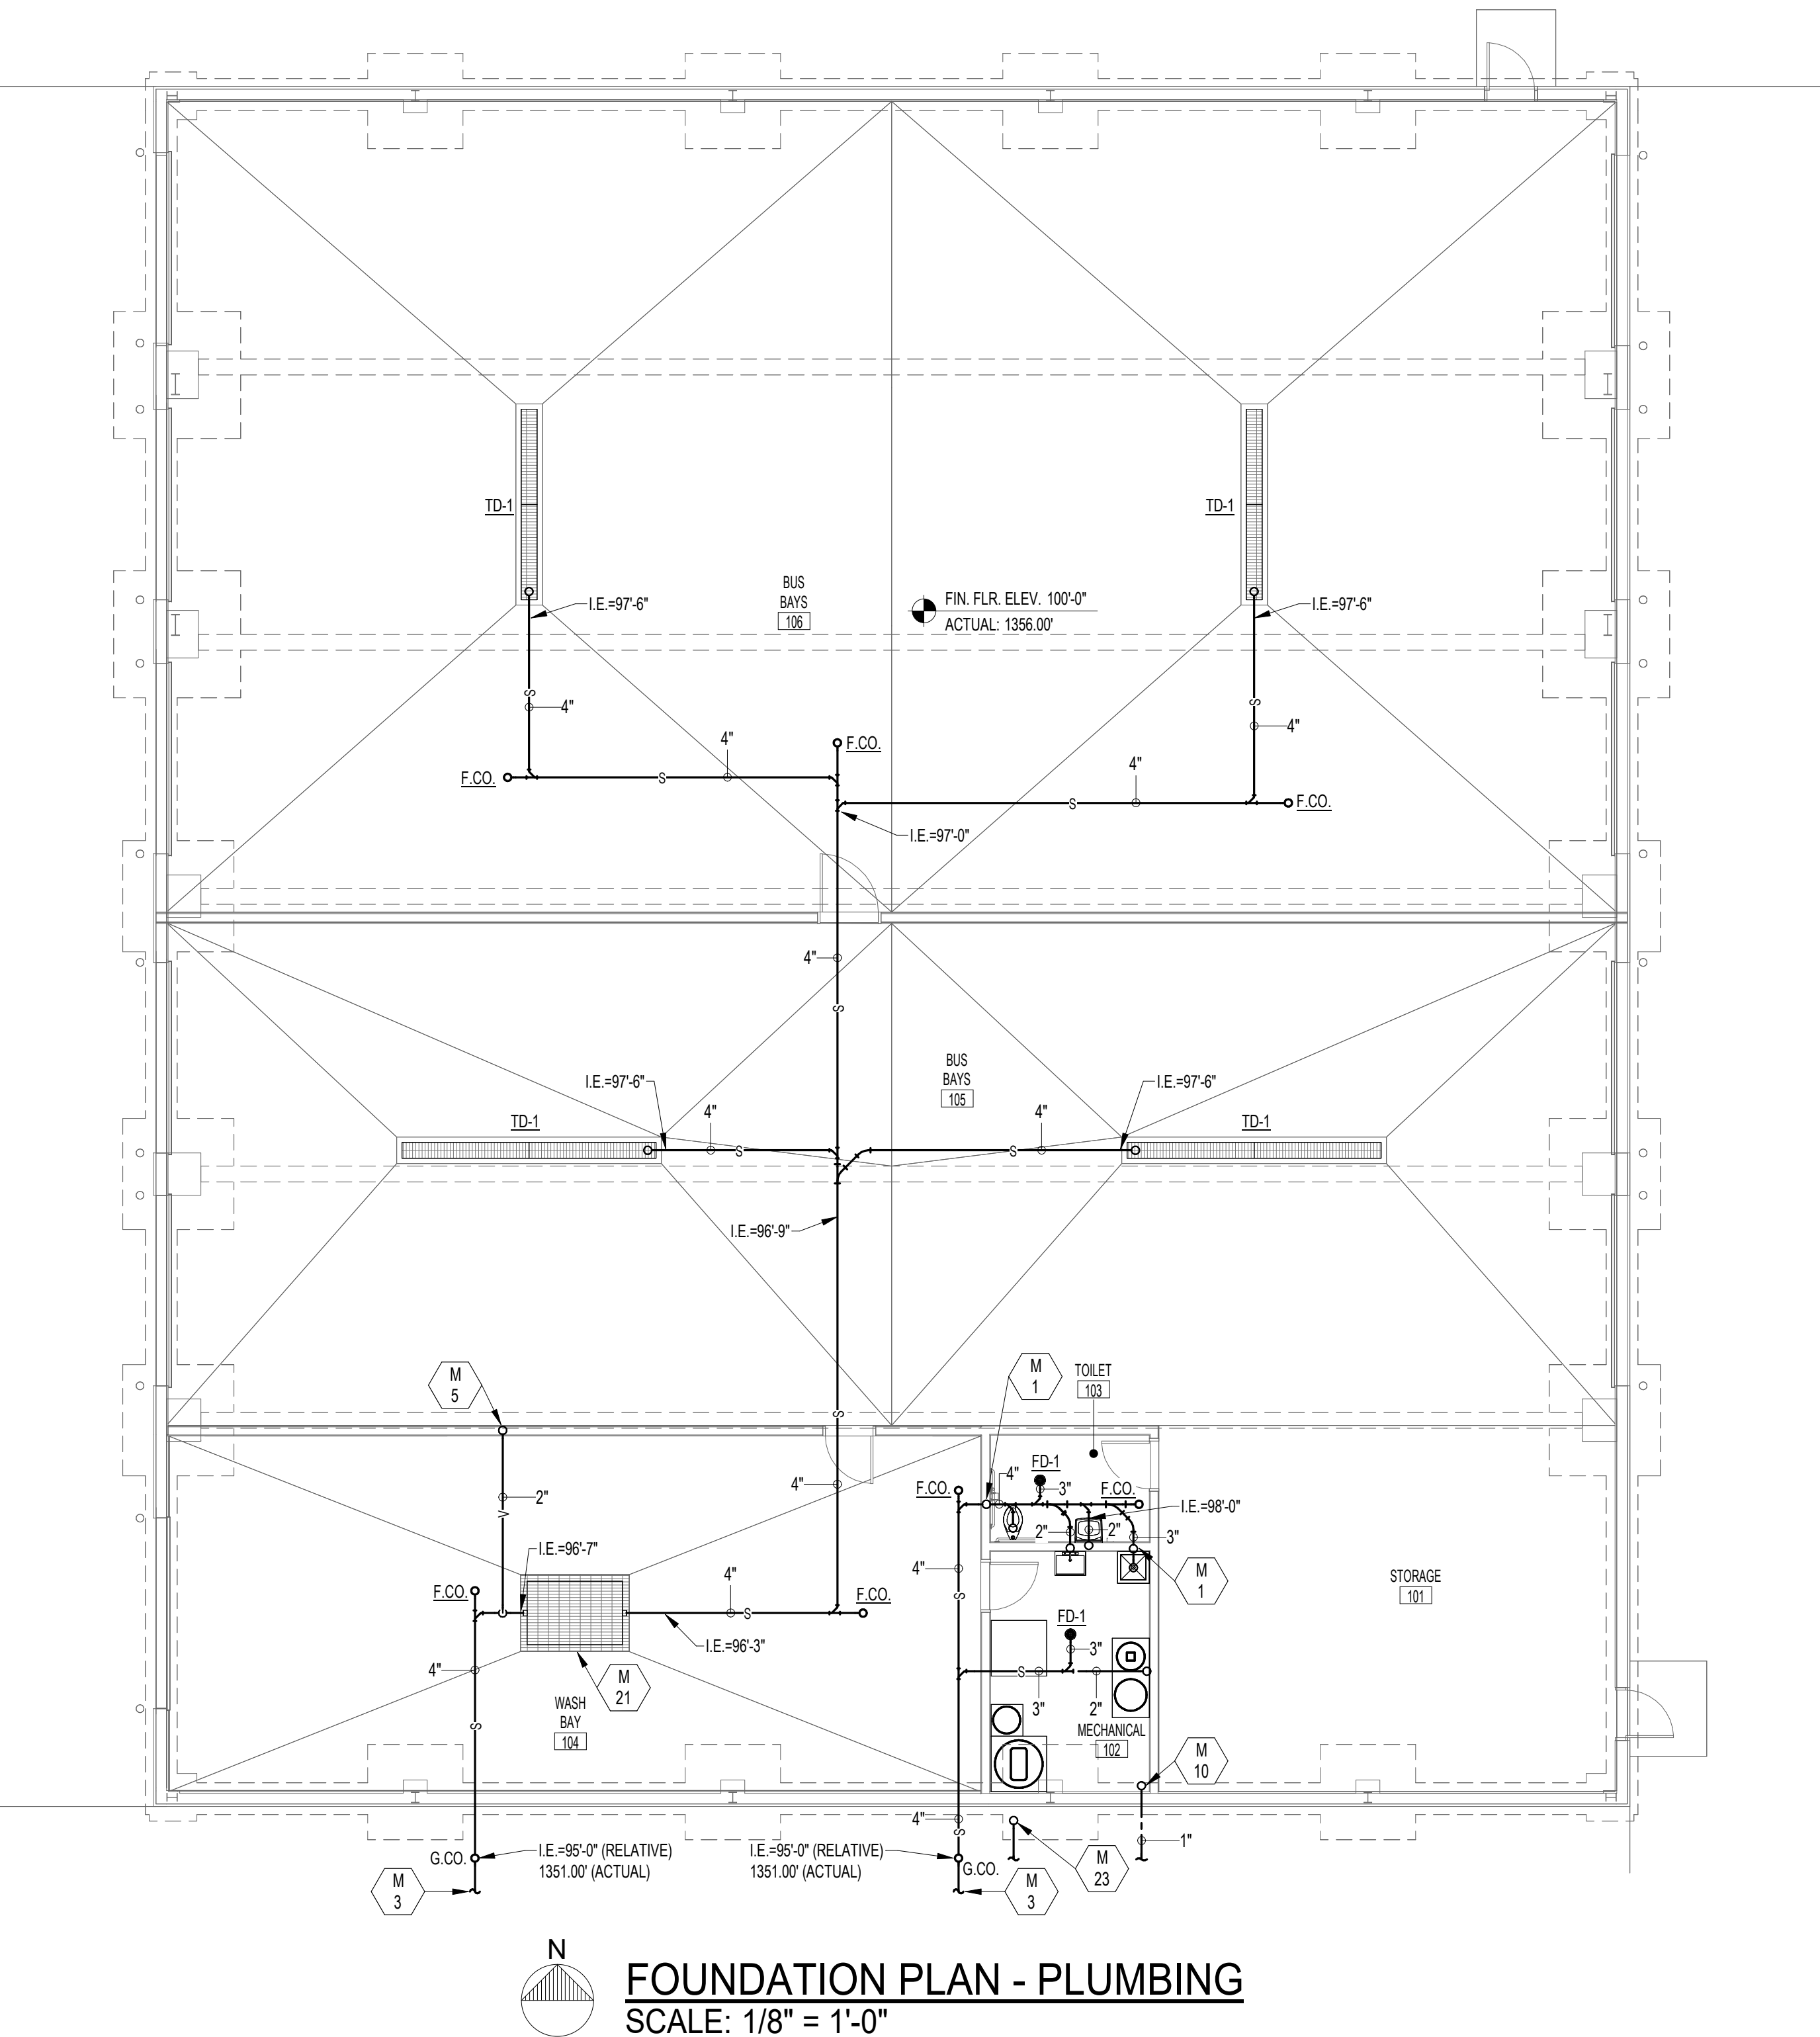 TD-1
TD-1
BUS
BAYS
106
I.E.=97'-6"
FIN. FLR. ELEV. 100'-0"
ACTUAL: 1356.00'
I.E.=97'-6"
S
4"
S
4"
4"
F.CO.
F.CO.
S
4"
S
F.CO.
I.E.=97'-0"
4"
S
BUS
BAYS
105
I.E.=97'-6"
I.E.=97'-6"
TD-1
4"
4"
TD-1
S
S
I.E.=96'-9"
M
5
M
1
TOILET
103
S
4"
2"
V
FD-1
4"
3"
F.CO.
F.CO.
I.E.=98'-0"
2"
2"
3"
I.E.=96'-7"
4"
4"
F.CO.
F.CO.
S
M
1
STORAGE
101
S
I.E.=96'-3"
FD-1
3"
4"
S
3"
2"
M
21
WASH
BAY
104
S
MECHANICAL
102
M
10
4"
S
1"
G.CO.
I.E.=95'-0" (RELATIVE)
1351.00' (ACTUAL)
I.E.=95'-0" (RELATIVE)
1351.00' (ACTUAL)
G.CO.
M
23
M
3
M
3
N
FOUNDATION PLAN - PLUMBING
SCALE: 1/8" = 1'-0"